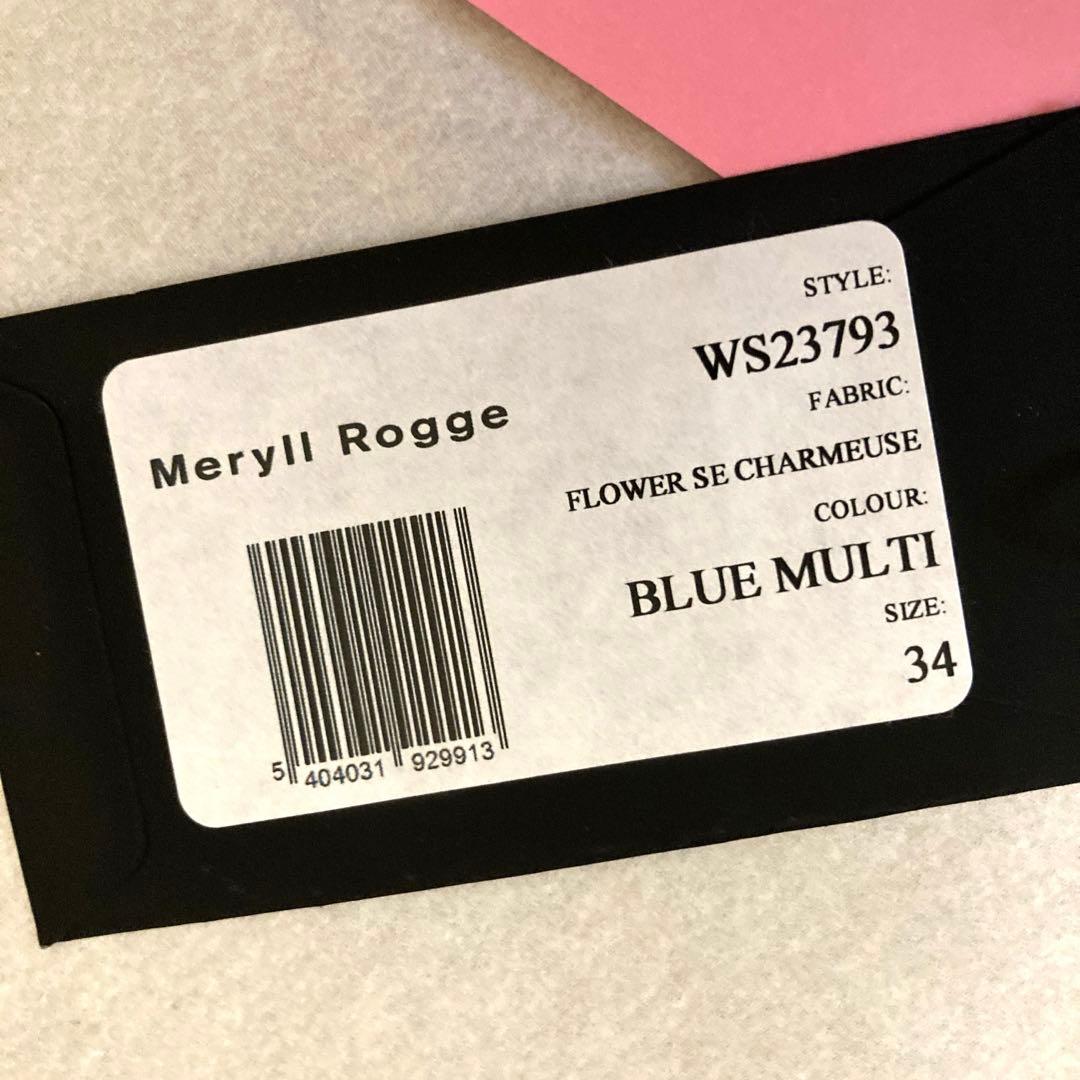 Meryll Rogge
5 404031 929913
STYLE:
WS23793
FABRIC:
FLOWER SE CHARMEUSE
COLOUR:
BLUE MULTI
SIZE:
34